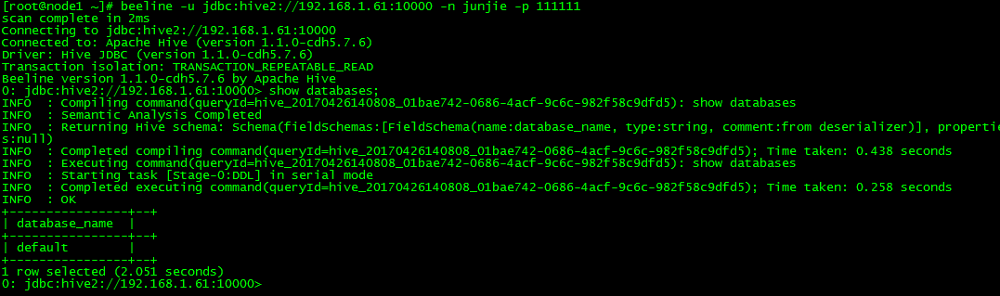 [root@node1 ~]# beeline -u jdbc:hive2://192.168.1.61:10000 -n junjie -p 111111
scan complete in 2ms
Connecting to jdbc:hive2://192.168.1.61:10000
Connected to: Apache Hive (version 1.1.0-cdh5.7.6)
Driver: Hive JDBC (version 1.1.0-cdh5.7.6)
Transaction isolation: TRANSACTION_REPEATABLE_READ
Beeline version 1.1.0-cdh5.7.6 by Apache Hive
0: jdbc:hive2://192.168.1.61:10000> show databases;
INFO  : Compiling command(queryId=hive_20170426140808_01bae742-0686-4acf-9c6c-982f58c9dfd5): show databases
INFO  : Semantic Analysis Completed
INFO  : Returning Hive schema: Schema(fieldSchemas:[FieldSchema(name:database_name, type:string, comment:from deserializer)], propertie
s:null)
INFO  : Completed compiling command(queryId=hive_20170426140808_01bae742-0686-4acf-9c6c-982f58c9dfd5); Time taken: 0.438 seconds
INFO  : Executing command(queryId=hive_20170426140808_01bae742-0686-4acf-9c6c-982f58c9dfd5): show databases
INFO  : Starting task [Stage-0:DDL] in serial mode
INFO  : Completed executing command(queryId=hive_20170426140808_01bae742-0686-4acf-9c6c-982f58c9dfd5); Time taken: 0.258 seconds
INFO  : OK
+----------------+--+
| database_name  |
+----------------+--+
| default        |
+----------------+--+
1 row selected (2.051 seconds)
0: jdbc:hive2://192.168.1.61:10000>